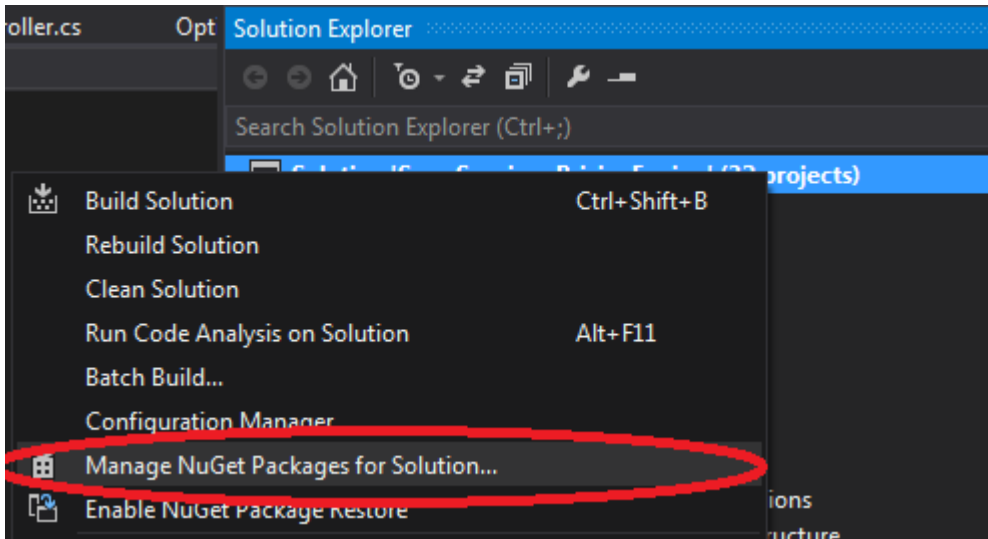 roller.cs Opt Solution Explorer
Search Solution Explorer (Ctrl+;)
projects)
Build Solution Ctrl+Shift+B
Rebuild Solution
Clean Solution
Run Code Analysis on Solution Alt+F11
Batch Build...
Configuration Manager
Manage NuGet Packages for Solution...
Enable NuGet Package Restore
ions
ructure